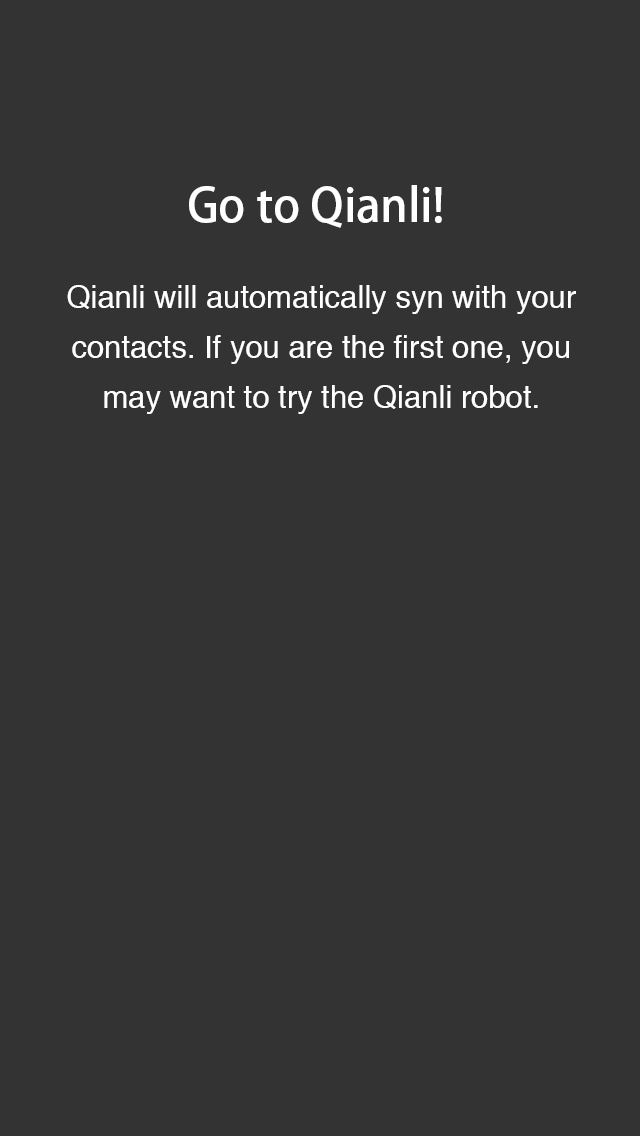 Go to Qianli!
Qianli will automatically syn with your
contacts. If you are the first one, you
may want to try the Qianli robot.